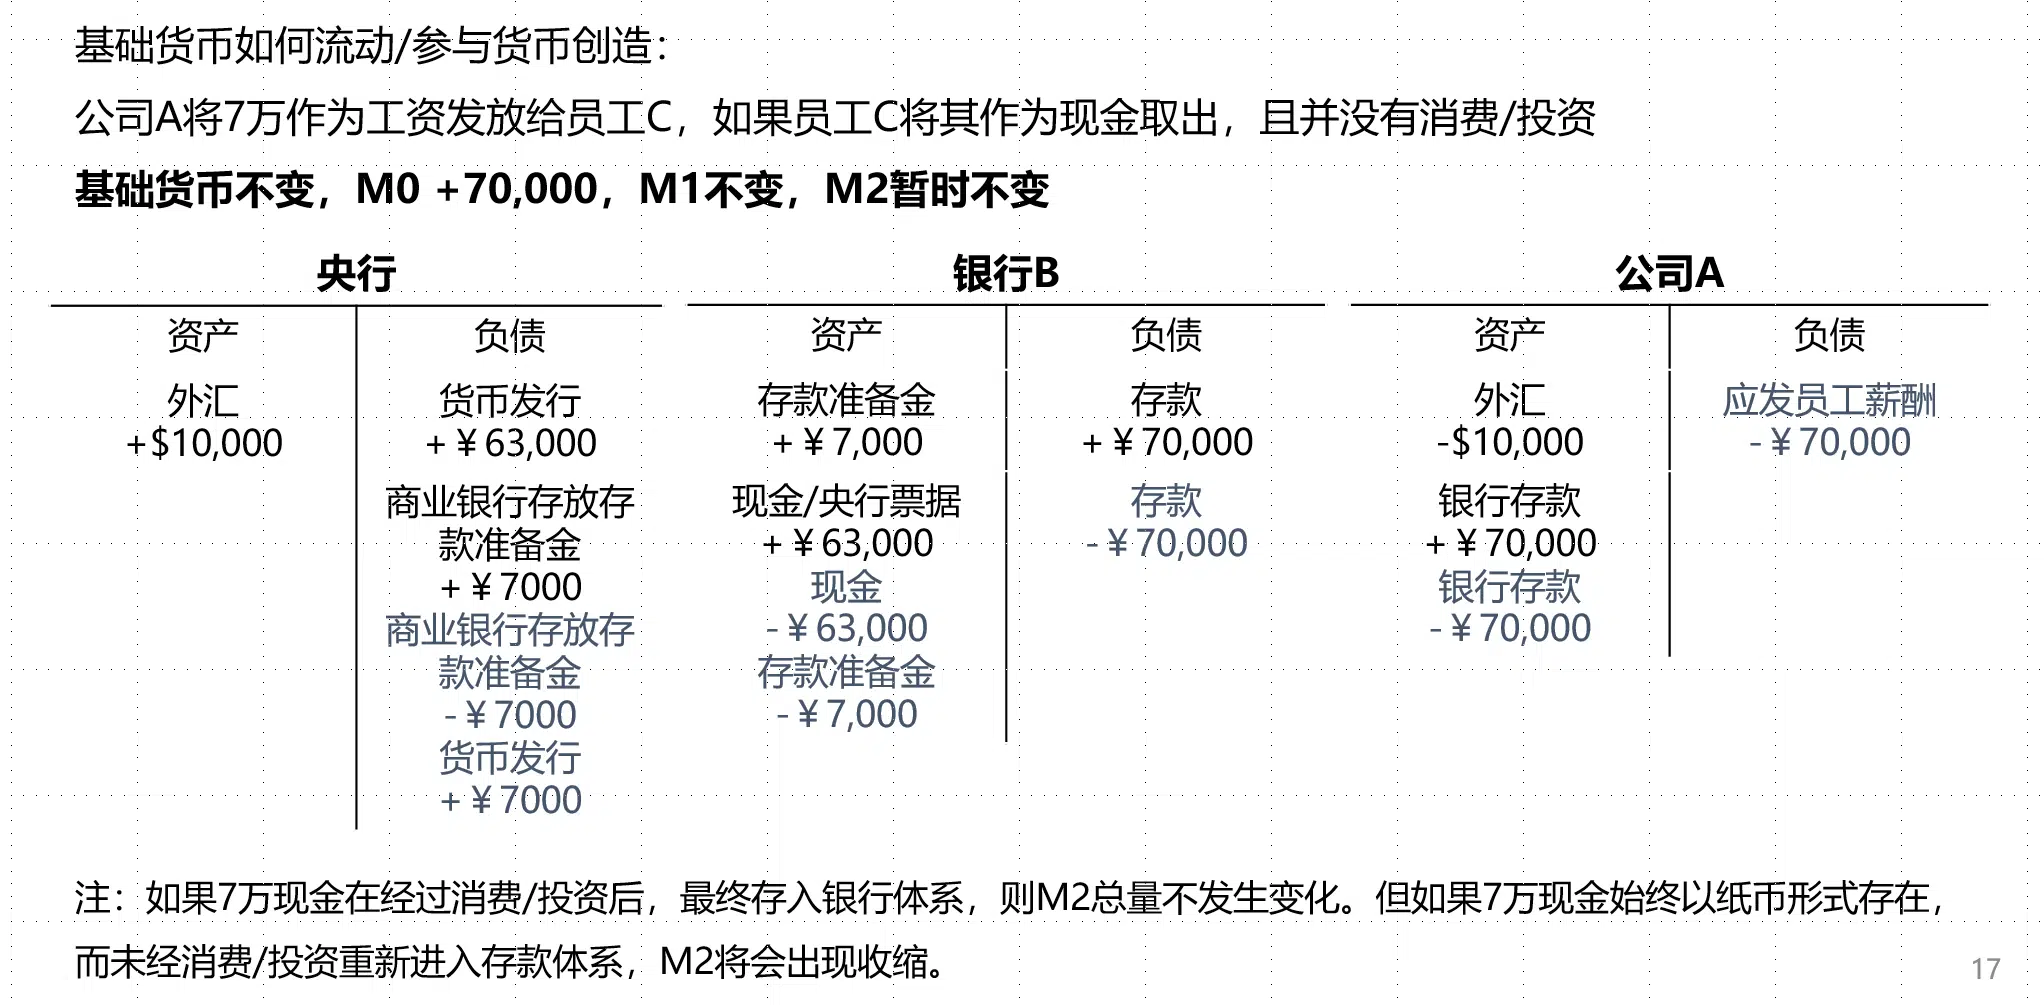 基础货币如何流动/参与货币创造：
公司A将7万作为工资发放给员工C，如果员工C将其作为现金取出，且并没有消费/投资
基础货币不变，M0 +70,000，M1不变，M2暂时不变
央行
资产
负债
外汇
+$10,000
货币发行
+￥63,000
商业银行存放存
款准备金
+￥7000
商业银行存放存
款准备金
-￥7000
货币发行
+￥7000
银行B
资产
负债
存款准备金
+￥7,000
存款
+￥70,000
现金/央行票据
+￥63,000
现金
-￥63,000
存款准备金
-￥7,000
存款
-￥70,000
公司A
资产
负债
外汇
-$10,000
应发员工薪酬
-￥70,000
银行存款
+￥70,000
银行存款
-￥70,000
注：如果7万现金在经过消费/投资后，最终存入银行体系，则M2总量不发生变化。但如果7万现金始终以纸币形式存在，
而未经消费/投资重新进入存款体系，M2将会出现收缩。
17